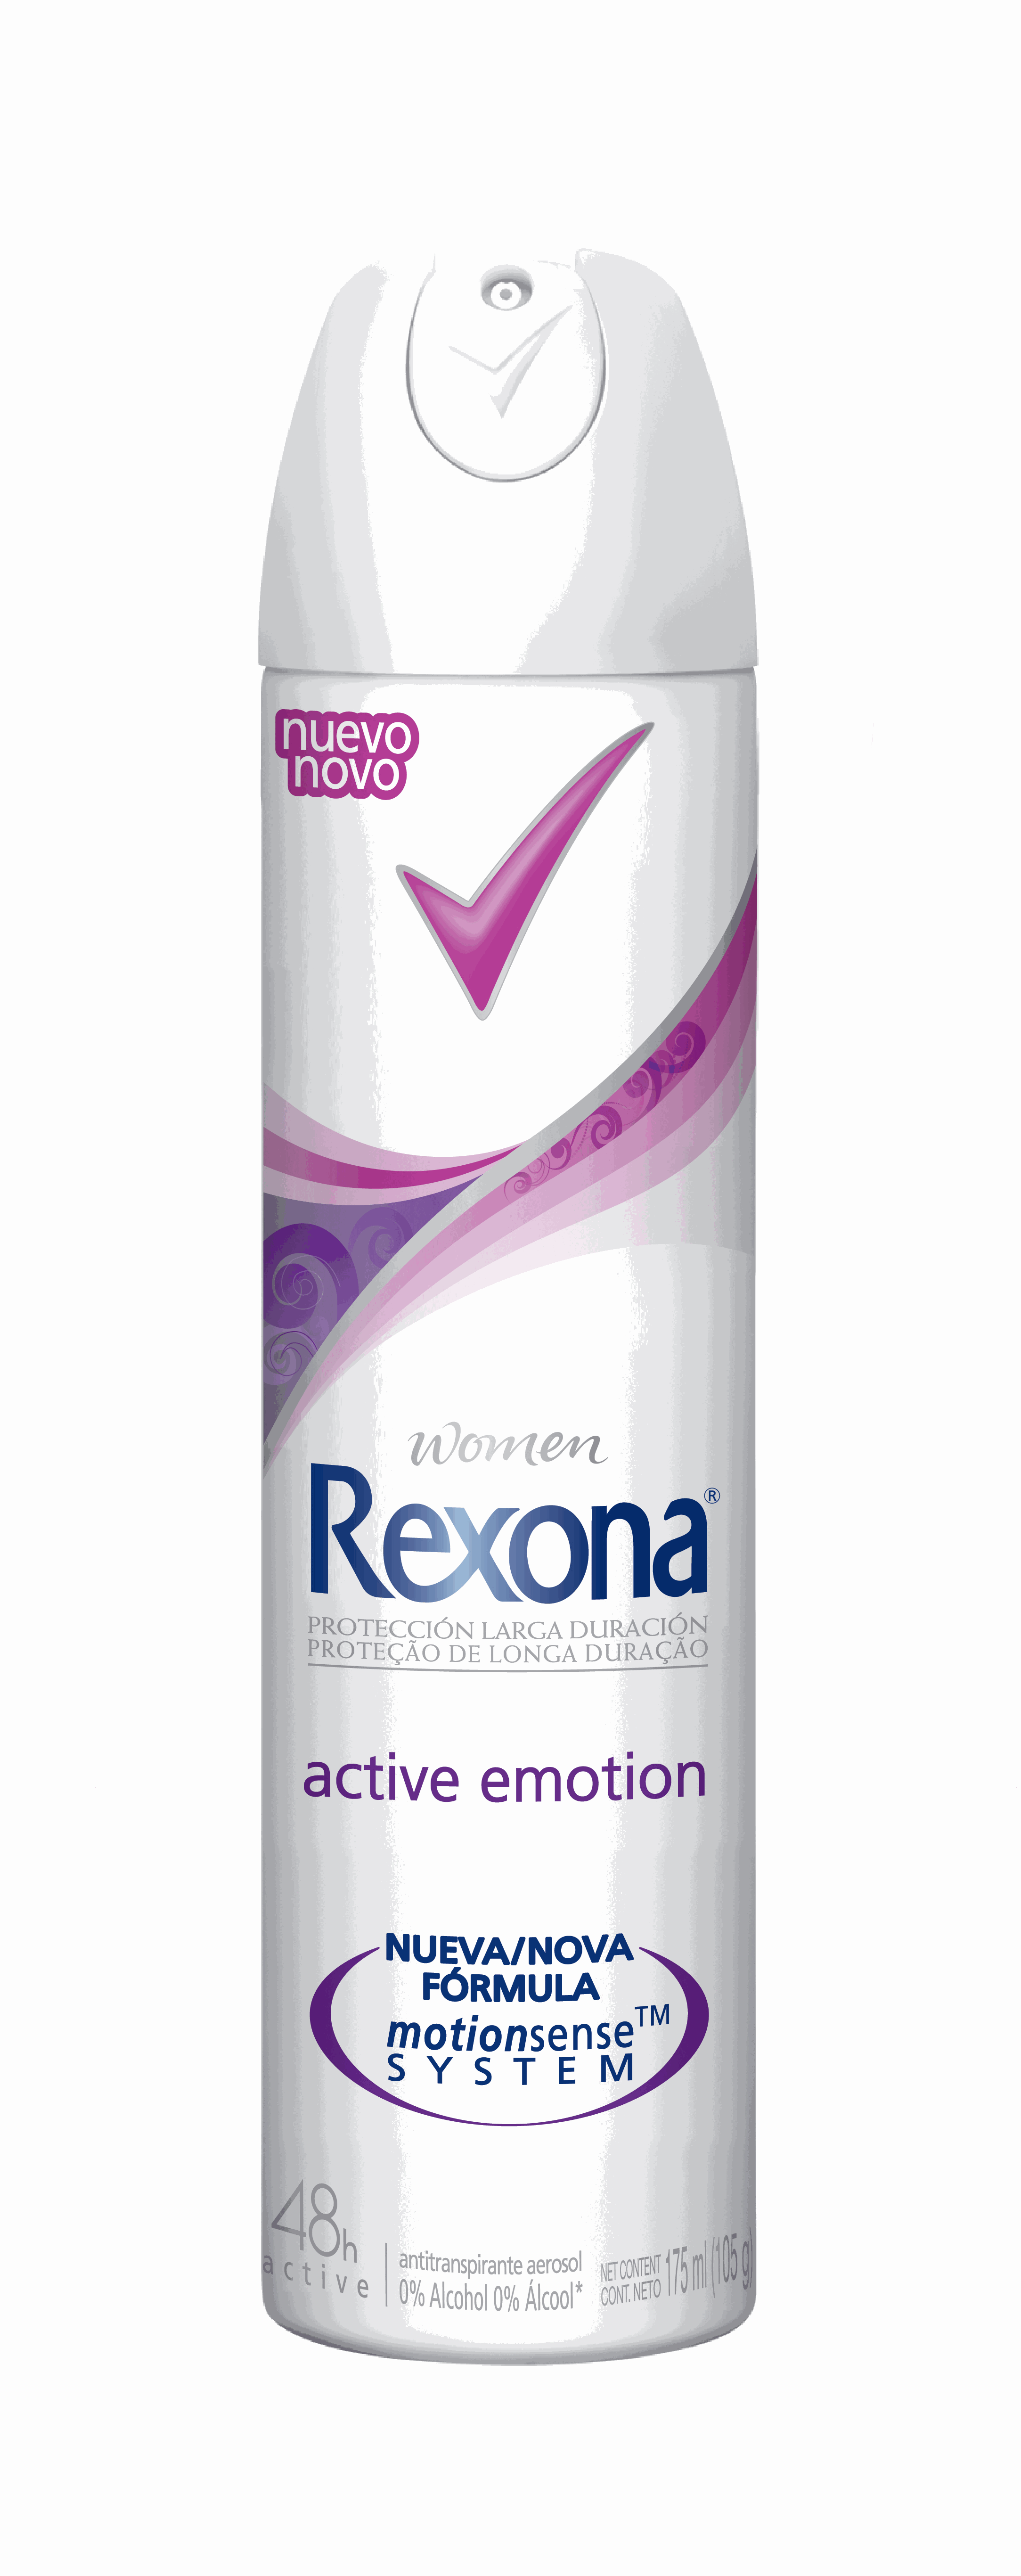 nuevo
novo
women
Rexona®
PROTECCIÓN LARGA DURACIÓN
PROTEÇÃO DE LONGA DURAÇÃO
active emotion
NUEVA/NOVA
FÓRMULA
motionsense™
SYSTEM
48h
active
antitranspirante aerosol
0% Alcohol 0% Álcool*
NET CONTENT
CONT. NETO
175 ml (105 g)